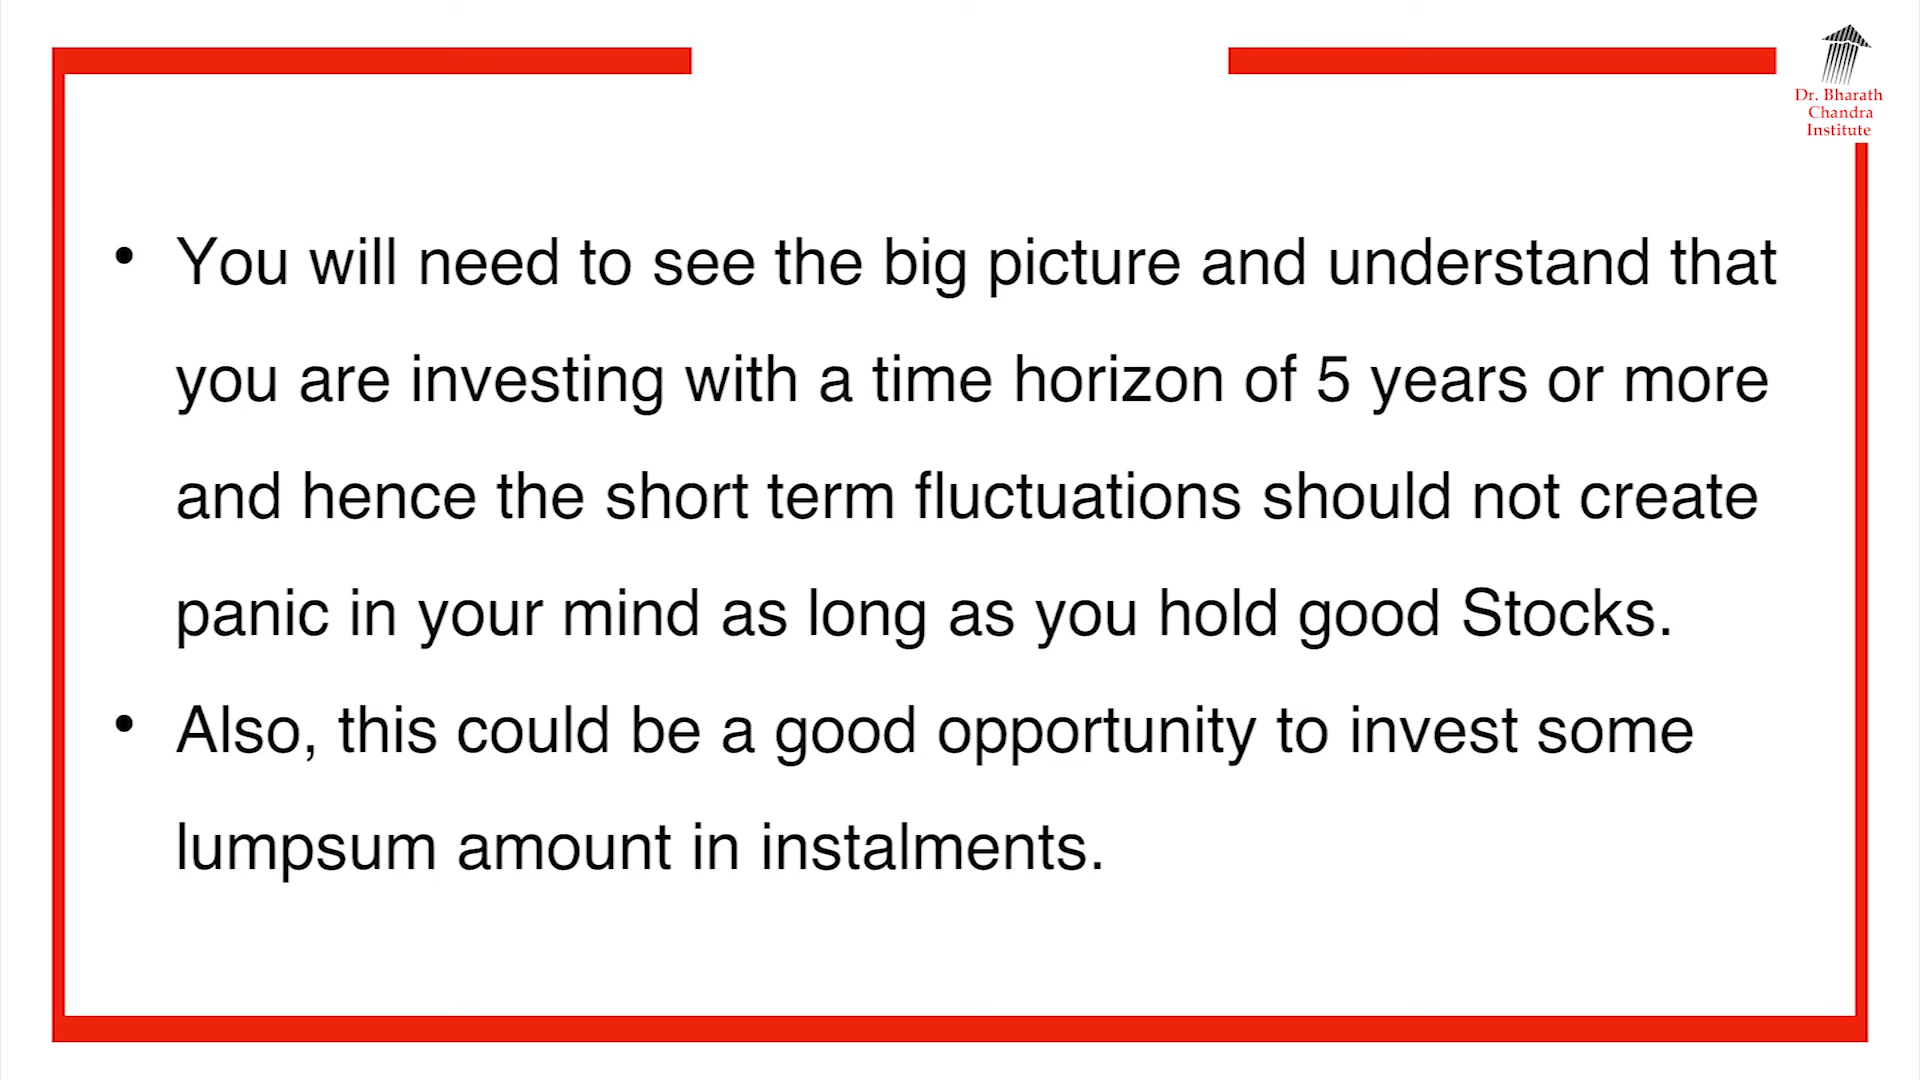 Dr. Bharath
Chandra
Institute
• You will need to see the big picture and understand that
you are investing with a time horizon of 5 years or more
and hence the short term fluctuations should not create
panic in your mind as long as you hold good Stocks.
• Also, this could be a good opportunity to invest some
lumpsum amount in instalments.